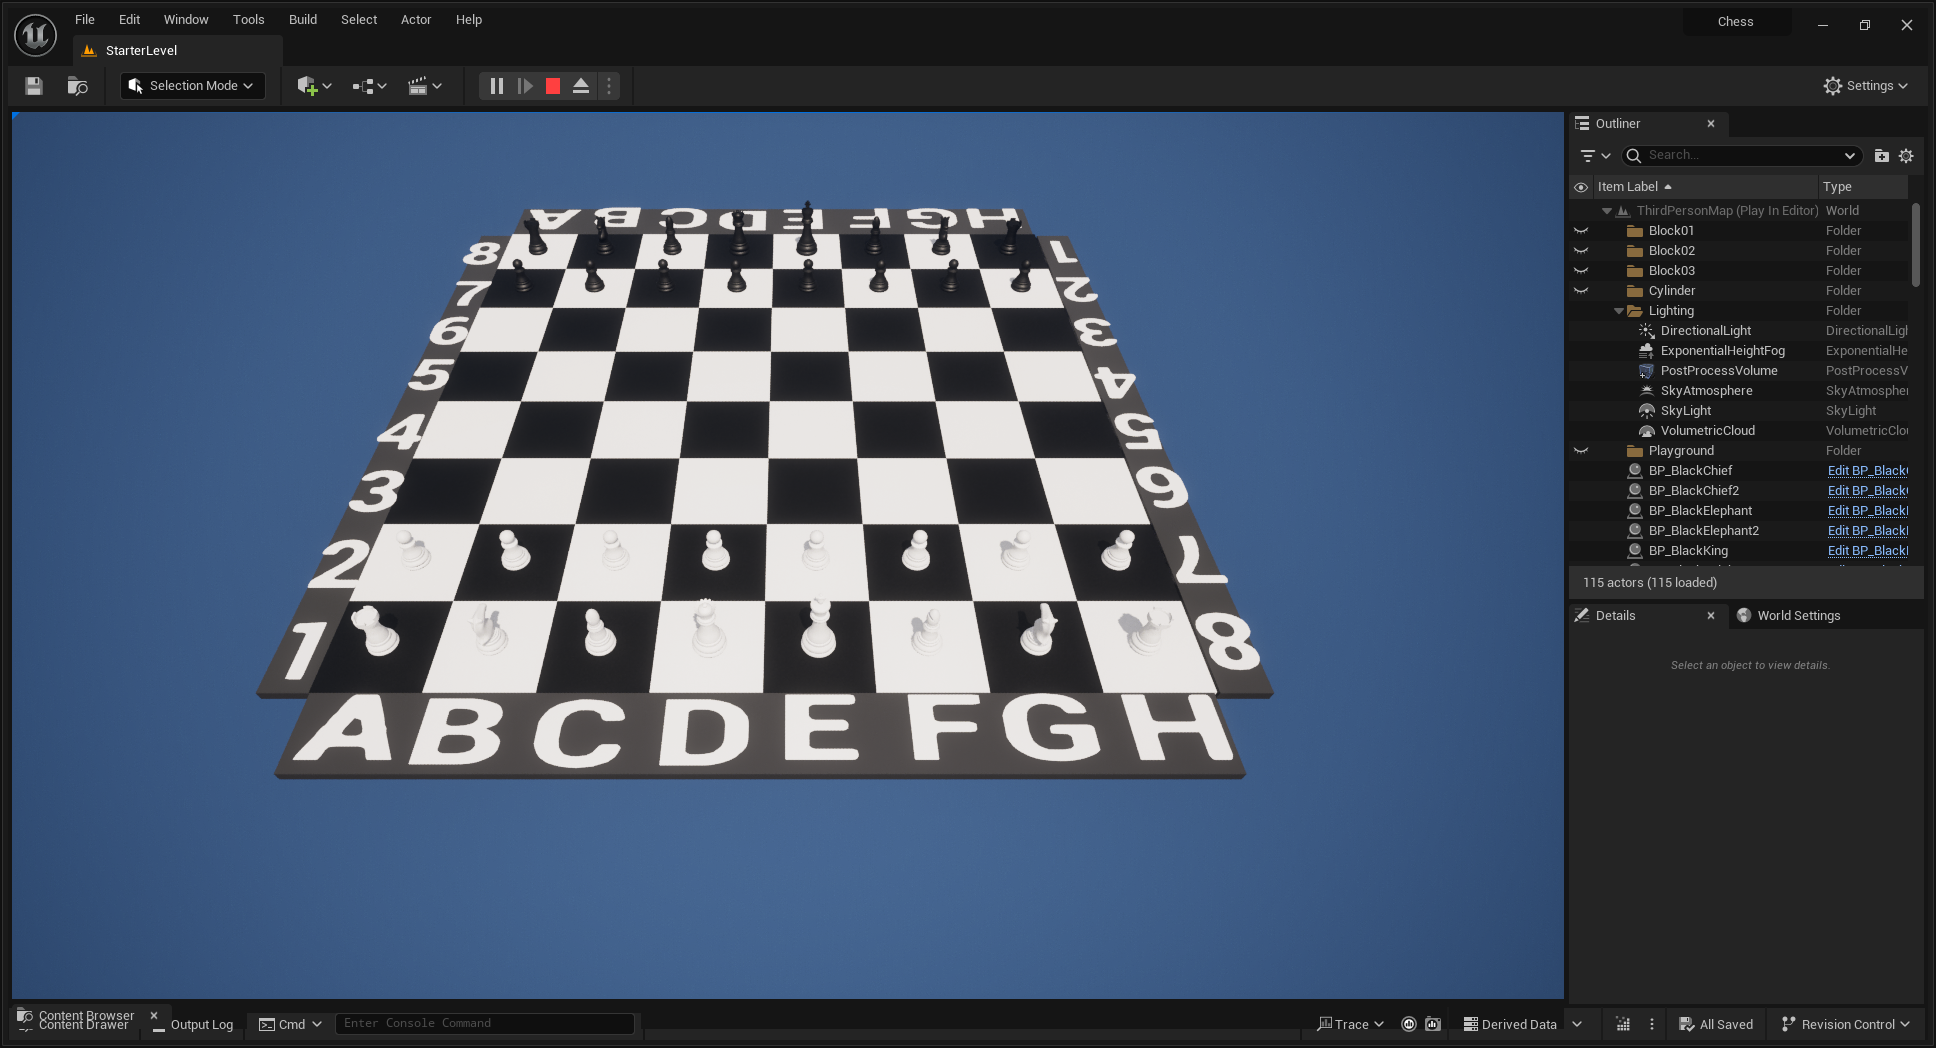 File Edit Window Tools Build Select Actor Help
Chess
StarterLevel
Selection Mode
Settings
A B C D E F G H
8 1
7 2
6 3
5 4
4 5
3 6
2 7
1 8
A B C D E F G H
Outliner
Search...
Item Label Type
ThirdPersonMap (Play In Editor) World
Block01 Folder
Block02 Folder
Block03 Folder
Cylinder Folder
Lighting Folder
DirectionalLight DirectionalLigh
ExponentialHeightFog ExponentialHe
PostProcessVolume PostProcessV
SkyAtmosphere SkyAtmospher
SkyLight SkyLight
VolumetricCloud VolumetricClou
Playground Folder
BP_BlackChief Edit BP_Black
BP_BlackChief2 Edit BP_Black
BP_BlackElephant Edit BP_Black
BP_BlackElephant2 Edit BP_Black
BP_BlackKing Edit BP_Black
115 actors (115 loaded)
Details World Settings
Select an object to view details.
Content Browser
Content Drawer Output Log Cmd Enter Console Command Trace Derived Data All Saved Revision Control